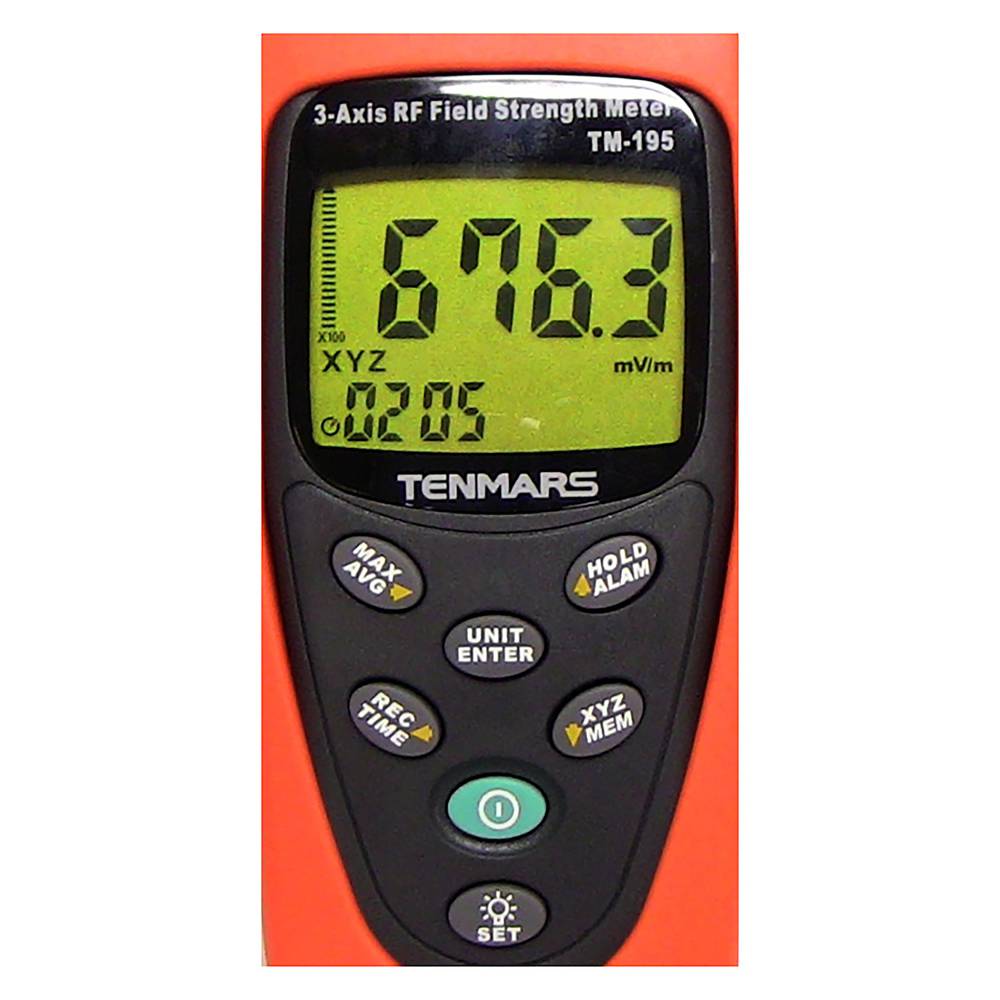 3-Axis RF Field Strength Meter
TM-195
676.3
X100
XYZ
mV/m
0205
TENMARS
MAX
AVG
HOLD
ALAM
UNIT
ENTER
REC
TIME
XYZ
MEM
SET